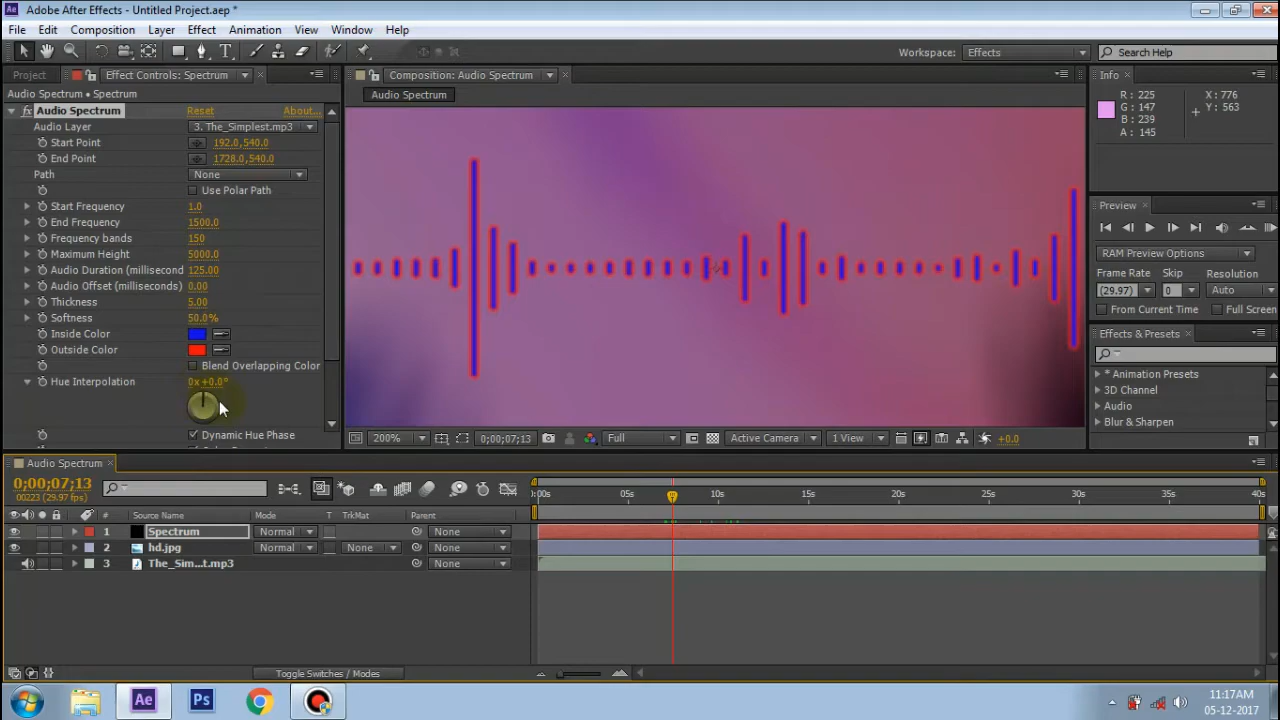 Adobe After Effects - Untitled Project.aep *
File Edit Composition Layer Effect Animation View Window Help
Workspace: Effects Search Help
Project Effect Controls: Spectrum
Audio Spectrum • Spectrum
Audio Spectrum Reset About...
Audio Layer 3. The_Simplest.mp3
Start Point 192.0,540.0
End Point 1728.0,540.0
Path None
Use Polar Path
Start Frequency 1.0
End Frequency 1500.0
Frequency bands 150
Maximum Height 5000.0
Audio Duration (millisecond 125.00
Audio Offset (milliseconds) 0.00
Thickness 5.00
Softness 50.0%
Inside Color
Outside Color
Blend Overlapping Color
Hue Interpolation 0x+0.0°
Dynamic Hue Phase
Composition: Audio Spectrum
Audio Spectrum
200% 0;00;07;13 Full Active Camera 1 View +0.0
Info
R: 225 X: 776
G: 147 Y: 563
B: 239
A: 145
Preview
RAM Preview Options
Frame Rate Skip Resolution
(29.97) 0 Auto
From Current Time Full Screen
Effects & Presets
* Animation Presets
3D Channel
Audio
Blur & Sharpen
Audio Spectrum
0;00;07;13
00223 (29.97 fps)
# Source Name Mode T TrkMat Parent
1 Spectrum Normal None
2 hd.jpg Normal None None
3 The_Sim...t.mp3 None
:00s 05s 10s 15s 20s 25s 30s 35s 40s
Toggle Switches / Modes
Ae Ps
11:17AM
05-12-2017